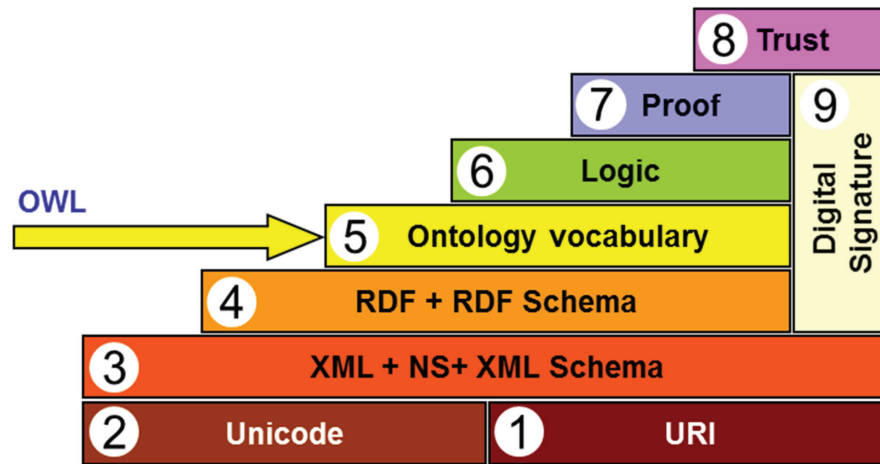 8 Trust
7 Proof
9 Digital
Signature
6 Logic
OWL
5 Ontology vocabulary
4 RDF + RDF Schema
3 XML + NS+ XML Schema
2 Unicode
1 URI